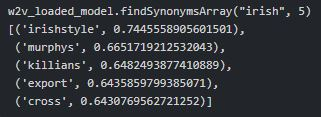 w2v_loaded_model.findSynonymsArray("irish", 5)
[('irishstyle', 0.7445558905601501),
('murphys', 0.6651719212532043),
('killians', 0.6482493877410889),
('export', 0.6435859799385071),
('cross', 0.6430769562721252)]